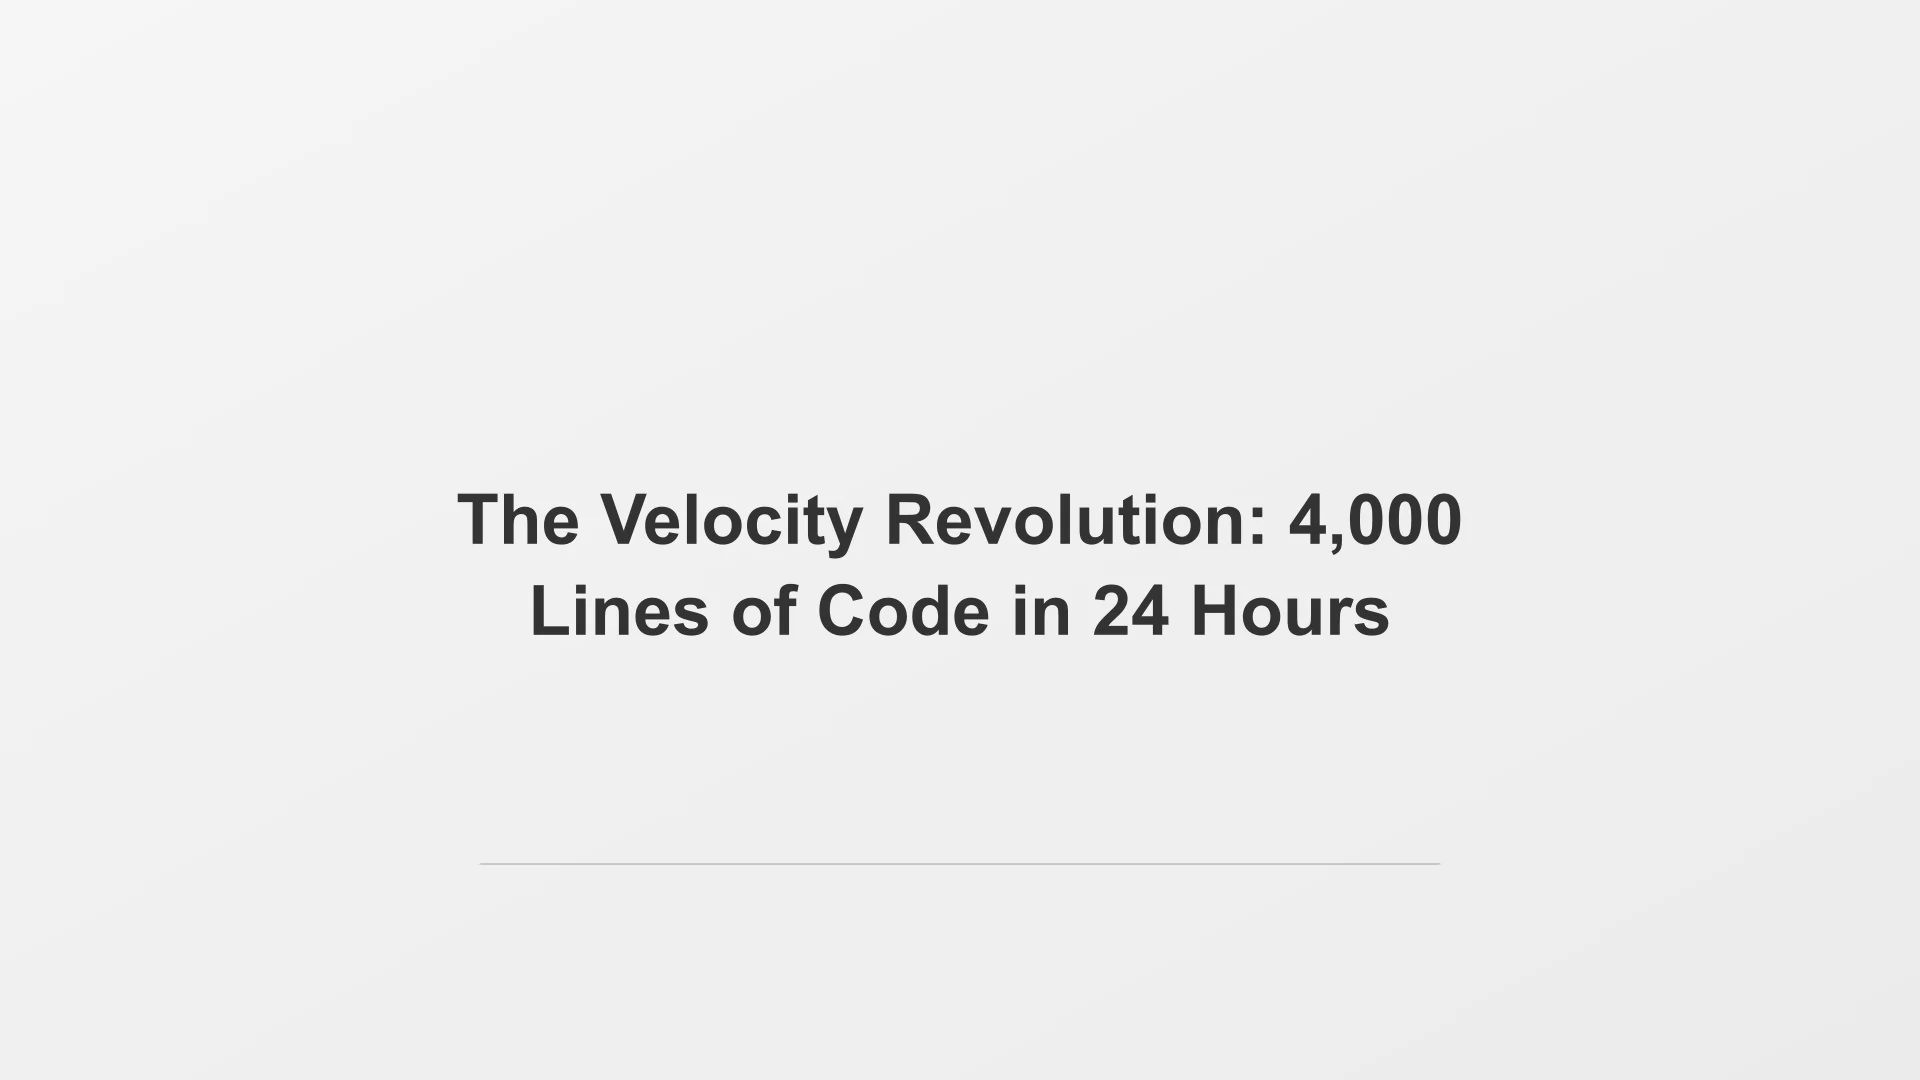 The Velocity Revolution: 4,000
Lines of Code in 24 Hours